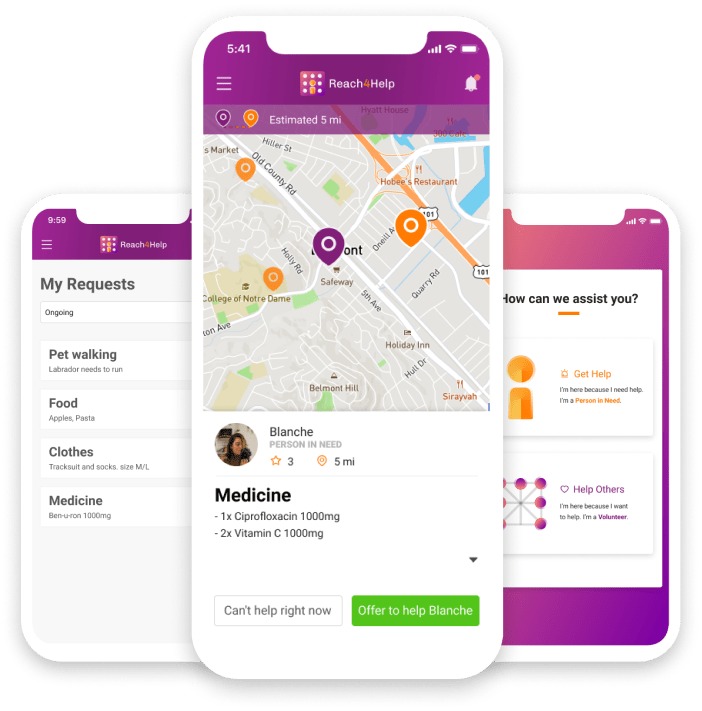 9:59
Reach4Help
My Requests
Ongoing
Pet walking
Labrador needs to run
Food
Apples, Pasta
Clothes
Tracksuit and socks. size M/L
Medicine
Ben-u-ron 1000mg
5:41
Reach4Help
Estimated 5 mi
Hyatt House
s Market
Hiller St
Old County Rd
Hobee's Restaurant
101
O'neill A
Holly Rd
mont
Safeway
101
College of Notre Dame
5th Ave
Quarry Rd
ton Ave
Holiday Inn
Hull Dr
Belmont Hill
Sirayvah
Blanche
PERSON IN NEED
3
5 mi
Medicine
- 1x Ciprofloxacin 1000mg
- 2x Vitamin C 1000mg
Can't help right now
Offer to help Blanche
How can we assist you?
Get Help
I'm here because I need help.
I'm a Person in Need.
Help Others
I'm here because I want
to help. I'm a Volunteer.